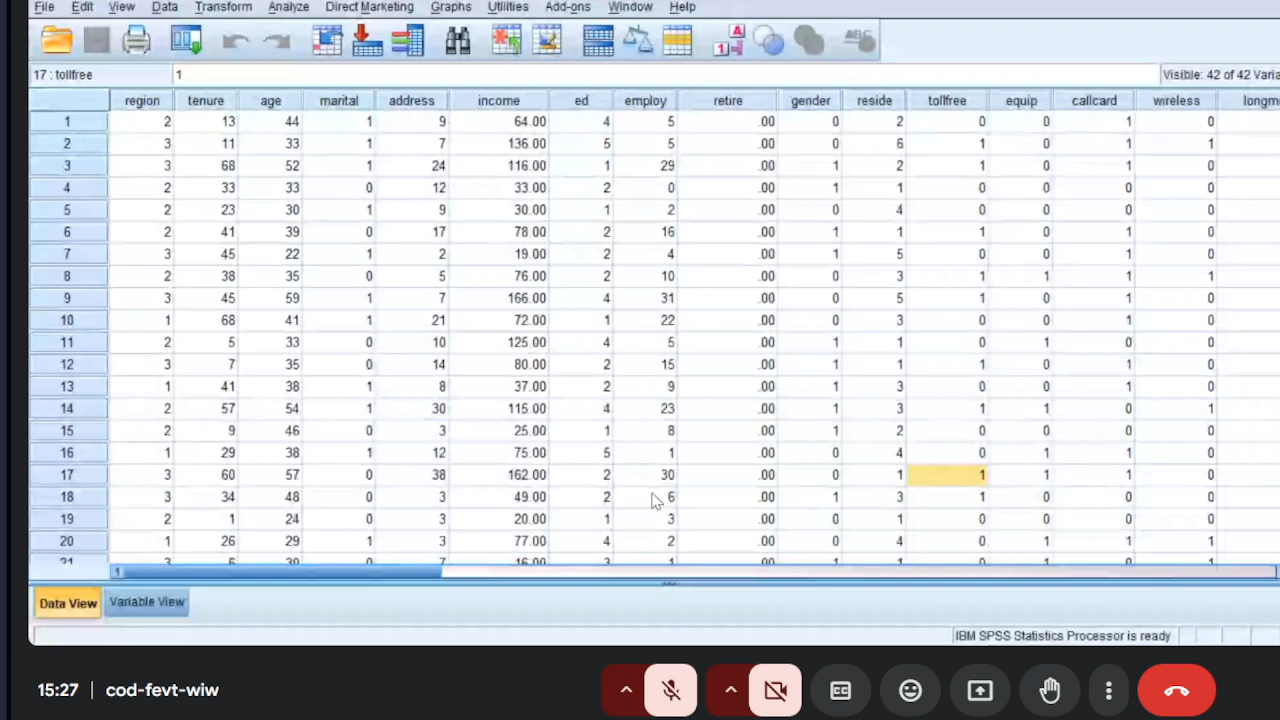 File Edit View Data Transform Analyze Direct Marketing Graphs Utilities Add-ons Window Help
17 : tollfree 1 Visible: 42 of 42 Varia
region tenure age marital address income ed employ retire gender reside tollfree equip callcard wireless longm
1 2 13 44 1 9 64.00 4 5 .00 0 2 0 0 1 0
2 3 11 33 1 7 136.00 5 5 .00 0 6 1 0 1 1
3 3 68 52 1 24 116.00 1 29 .00 1 2 1 0 1 0
4 2 33 33 0 12 33.00 2 0 .00 1 1 0 0 0 0
5 2 23 30 1 9 30.00 1 2 .00 0 4 0 0 0 0
6 2 41 39 0 17 78.00 2 16 .00 1 1 1 0 1 0
7 3 45 22 1 2 19.00 2 4 .00 1 5 0 0 1 0
8 2 38 35 0 5 76.00 2 10 .00 0 3 1 1 1 1
9 3 45 59 1 7 166.00 4 31 .00 0 5 1 0 1 0
10 1 68 41 1 21 72.00 1 22 .00 0 3 0 0 1 0
11 2 5 33 0 10 125.00 4 5 .00 1 1 0 1 0 0
12 3 7 35 0 14 80.00 2 15 .00 1 1 1 0 1 0
13 1 41 38 1 8 37.00 2 9 .00 1 3 0 0 1 0
14 2 57 54 1 30 115.00 4 23 .00 1 3 1 1 0 1
15 2 9 46 0 3 25.00 1 8 .00 1 2 0 0 0 0
16 1 29 38 1 12 75.00 5 1 .00 0 4 0 1 0 0
17 3 60 57 0 38 162.00 2 30 .00 0 1 1 1 1 0
18 3 34 48 0 3 49.00 2 6 .00 1 3 1 0 1 0
19 2 1 24 0 3 20.00 1 3 .00 0 1 0 0 0 0
20 1 26 29 1 3 77.00 4 2 .00 0 4 0 1 1 1
Data View Variable View
IBM SPSS Statistics Processor is ready
15:27 | cod-fevt-wiw